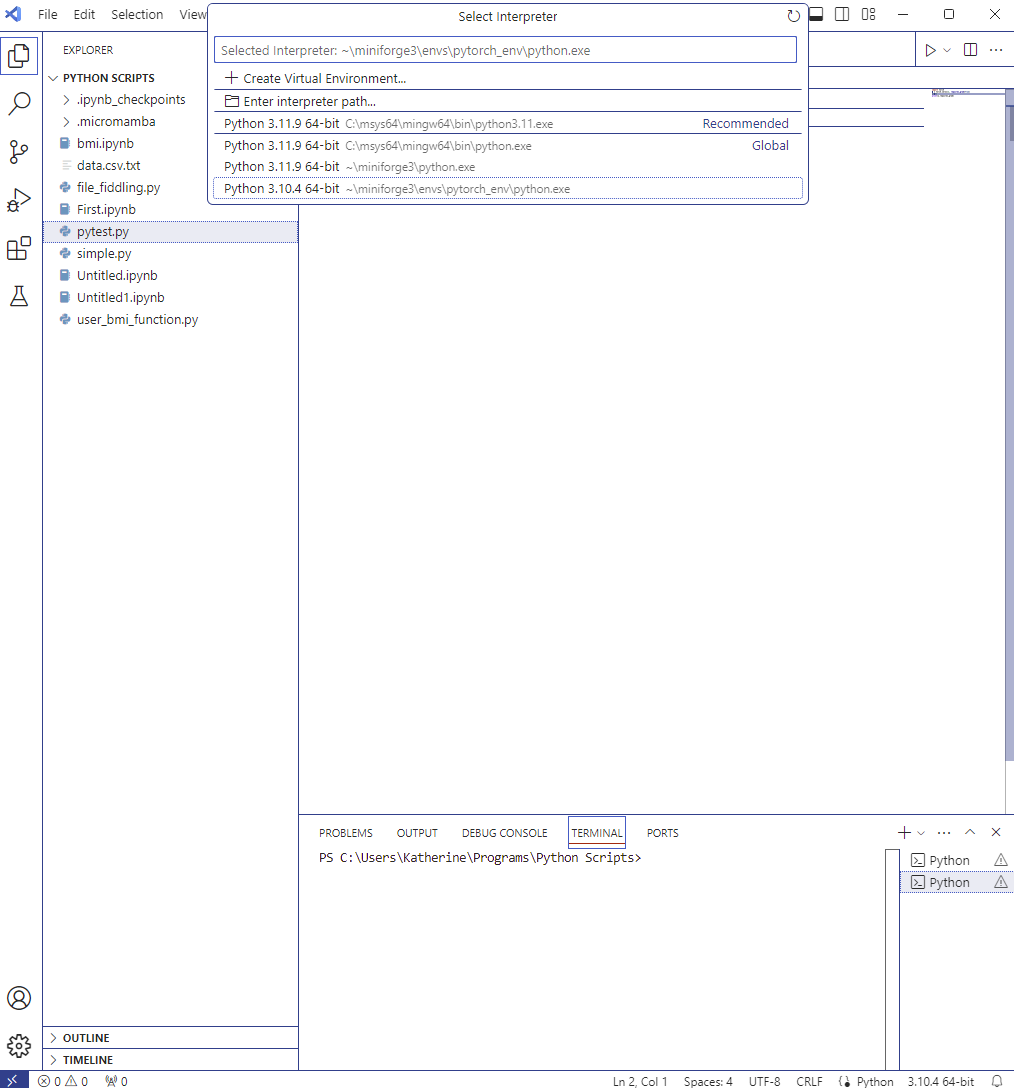 File Edit Selection View
Select Interpreter
Selected Interpreter: ~\miniforge3\envs\pytorch_env\python.exe
Create Virtual Environment...
Enter interpreter path...
Python 3.11.9 64-bit C:\msys64\mingw64\bin\python3.11.exe Recommended
Python 3.11.9 64-bit C:\msys64\mingw64\bin\python.exe Global
Python 3.11.9 64-bit ~\miniforge3\python.exe
Python 3.10.4 64-bit ~\miniforge3\envs\pytorch_env\python.exe
EXPLORER
PYTHON SCRIPTS
.ipynb_checkpoints
.micromamba
bmi.ipynb
data.csv.txt
file_fiddling.py
First.ipynb
pytest.py
simple.py
Untitled.ipynb
Untitled1.ipynb
user_bmi_function.py
PROBLEMS OUTPUT DEBUG CONSOLE TERMINAL PORTS
PS C:\Users\Katherine\Programs\Python Scripts>
Python
Python
OUTLINE
TIMELINE
0 0 0 Ln 2, Col 1 Spaces: 4 UTF-8 CRLF Python 3.10.4 64-bit